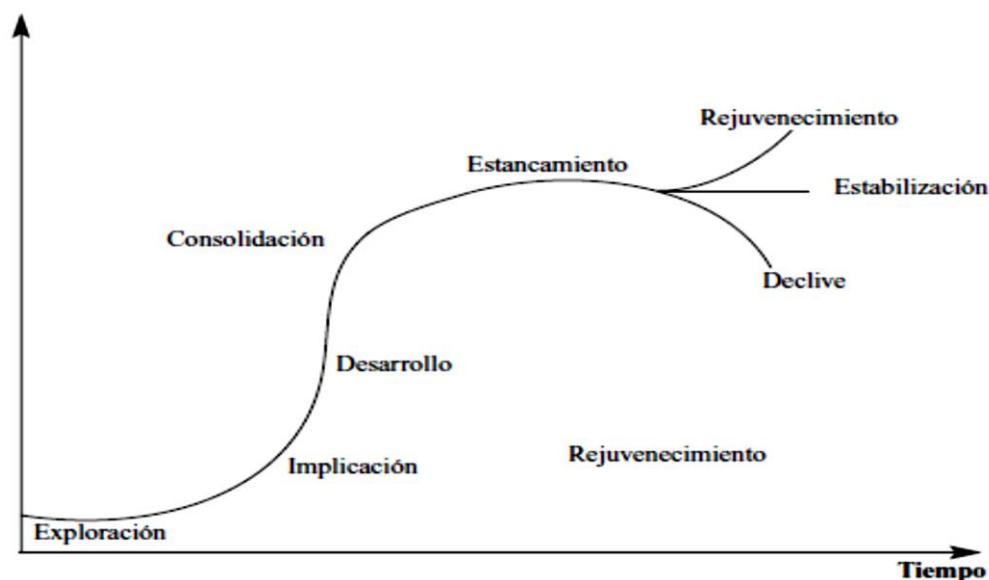 Rejuvenecimiento
Estancamiento
Estabilización
Consolidación
Declive
Desarrollo
Rejuvenecimiento
Implicación
Exploración
Tiempo